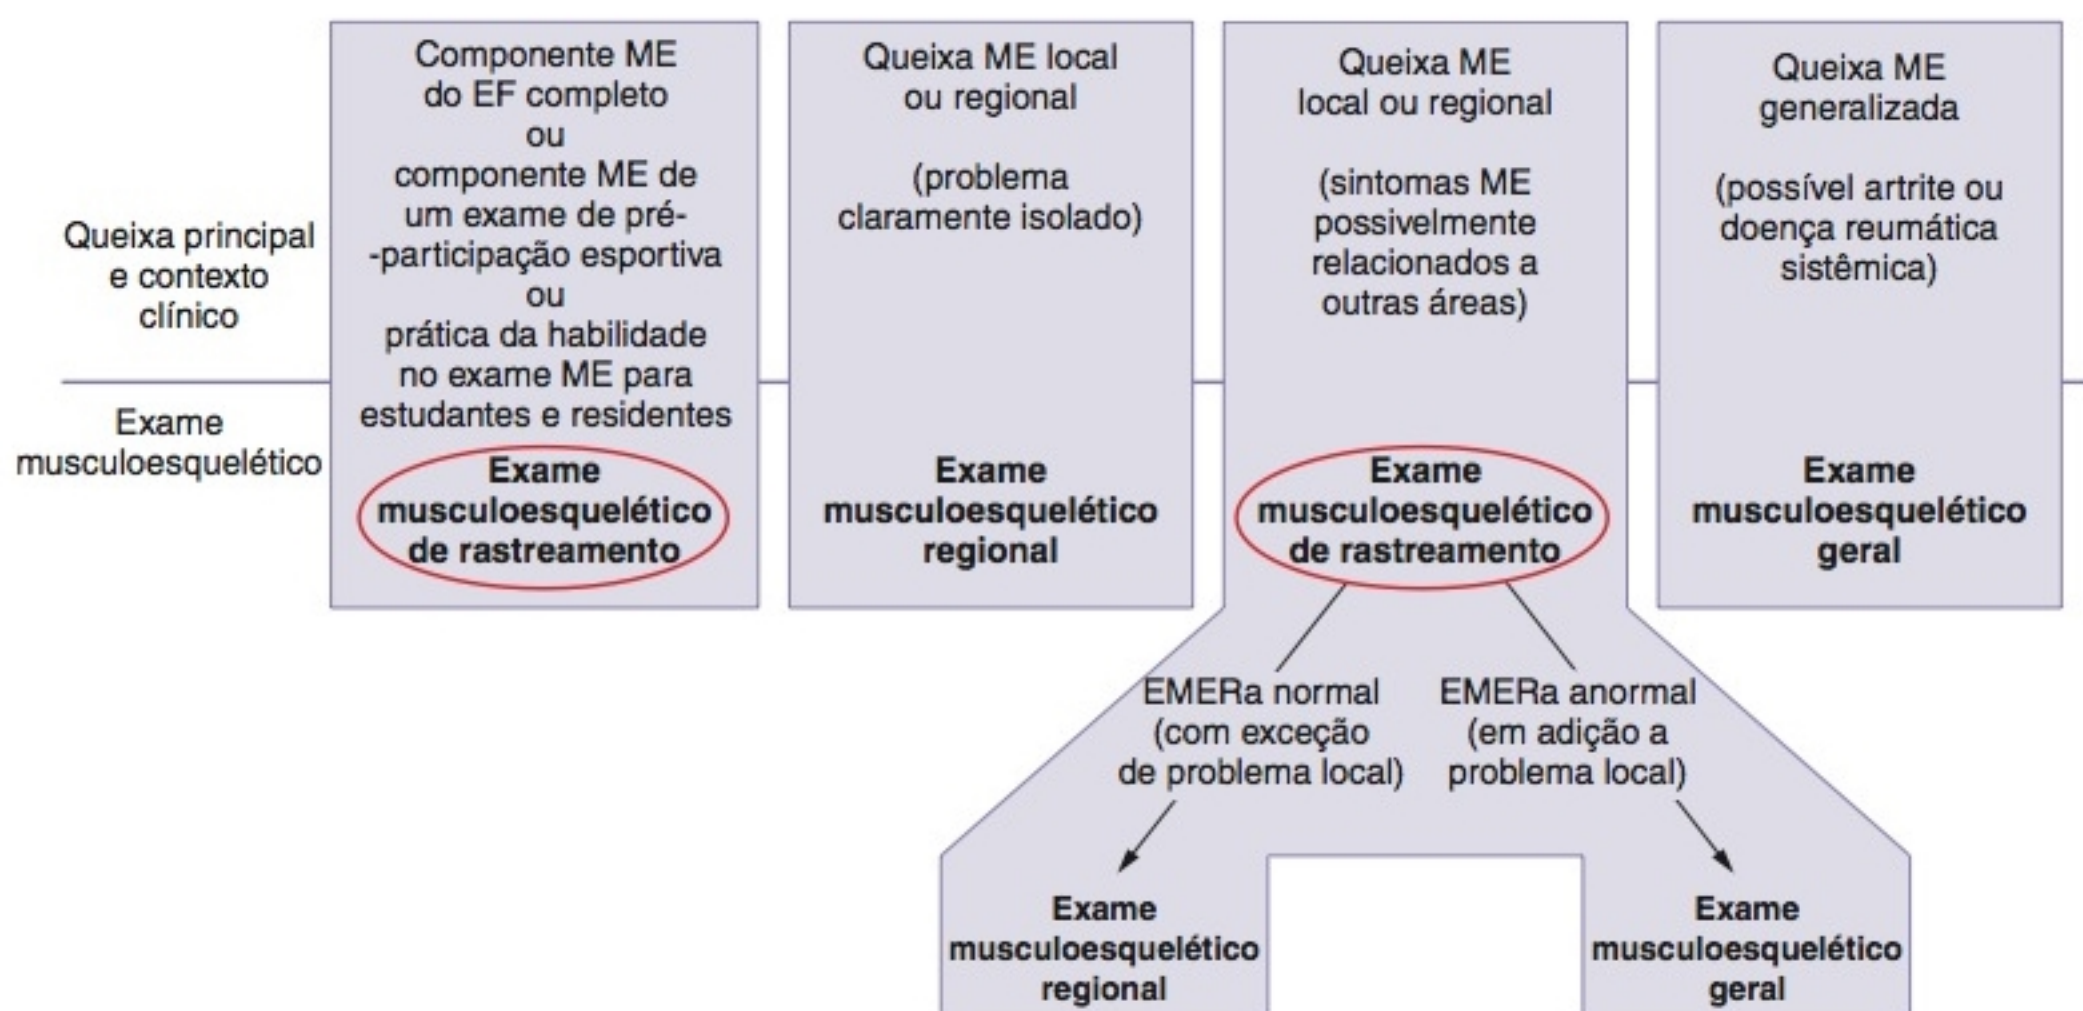 Queixa principal
e contexto
clínico
Exame
musculoesquelético
Componente ME
do EF completo
ou
componente ME de
um exame de pré-
-participação esportiva
ou
prática da habilidade
no exame ME para
estudantes e residentes
Exame
musculoesquelético
de rastreamento
Queixa ME local
ou regional
(problema
claramente isolado)
Exame
musculoesquelético
regional
Queixa ME
local ou regional
(sintomas ME
possivelmente
relacionados a
outras áreas)
Exame
musculoesquelético
de rastreamento
Queixa ME
generalizada
(possível artrite ou
doença reumática
sistêmica)
Exame
musculoesquelético
geral
EMERa normal
(com exceção
de problema local)
EMERa anormal
(em adição a
problema local)
Exame
musculoesquelético
regional
Exame
musculoesquelético
geral